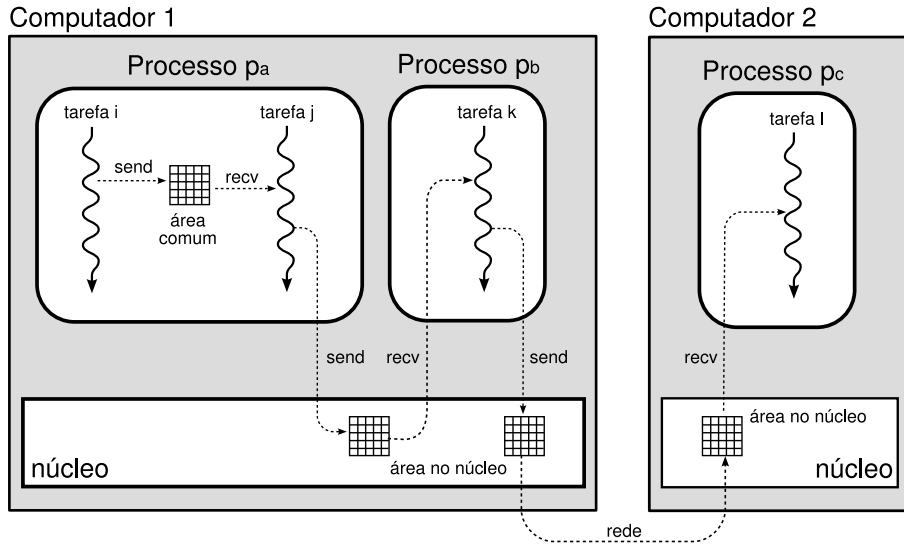 Computador 1
Computador 2
Processo pa
Processo pb
Processo pc
tarefa i
tarefa j
tarefa k
tarefa l
send
recv
área
comum
send
recv
send
recv
área no núcleo
núcleo
área no núcleo
núcleo
rede